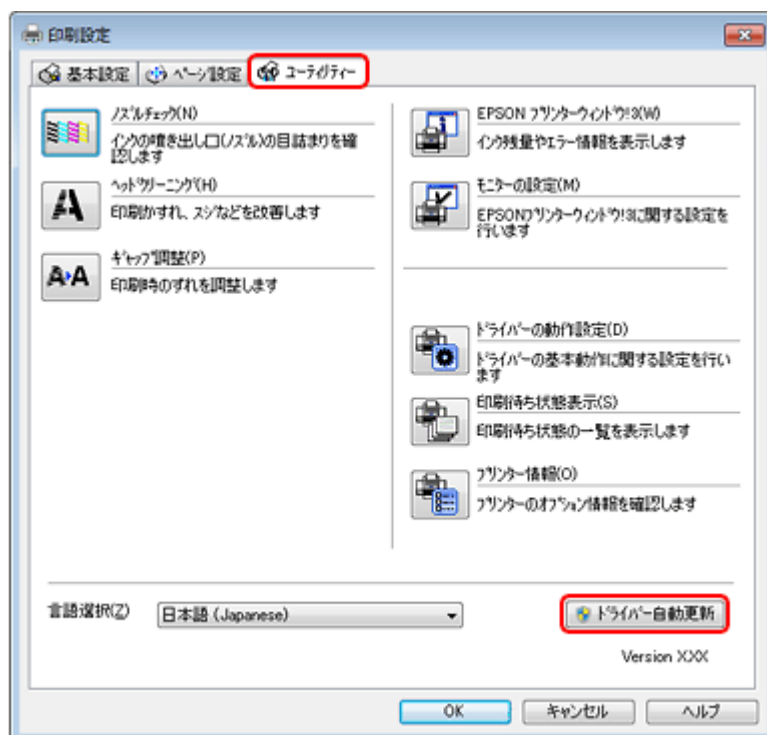 印刷設定
基本設定
ページ設定
ユーティリティー
ノズルチェック(N)
インクの噴き出し口(ノズル)の目詰まりを確
認します
ヘッドクリーニング(H)
印刷かすれ、スジなどを改善します
ギャップ調整(P)
印刷時のずれを調整します
EPSON プリンターウィンドウ!3(W)
インク残量やエラー情報を表示します
モニターの設定(M)
EPSONプリンターウィンドウ!3に関する設定を
行います
ドライバーの動作設定(D)
ドライバーの基本動作に関する設定を行い
ます
印刷待ち状態表示(S)
印刷待ち状態の一覧を表示します
プリンター情報(O)
プリンターのオプション情報を確認します
言語選択(Z)
日本語 (Japanese)
ドライバー自動更新
Version X.XX
OK
キャンセル
ヘルプ